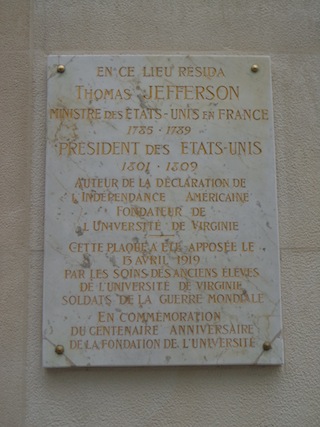 EN CE LIEU RESIDA
THOMAS JEFFERSON
MINISTRE DES ETATS-UNIS EN FRANCE
1785 · 1789
PRÉSIDENT DES ETATS-UNIS
1801 · 1809
AUTEUR DE LA DÉCLARATION DE
L'INDÉPENDANCE AMÉRICAINE
FONDATEUR DE
L'UNIVERSITÉ DE VIRGINIE
CETTE PLAQUE A ÉTÉ APPOSÉE LE
13 AVRIL 1919
PAR LES SOINS DES ANCIENS ÉLÈVES
DE L'UNIVERSITÉ DE VIRGINIE
SOLDATS DE LA GUERRE MONDIALE
EN COMMÉMORATION
DU CENTENAIRE ANNIVERSAIRE
DE LA FONDATION DE L'UNIVERSITÉ